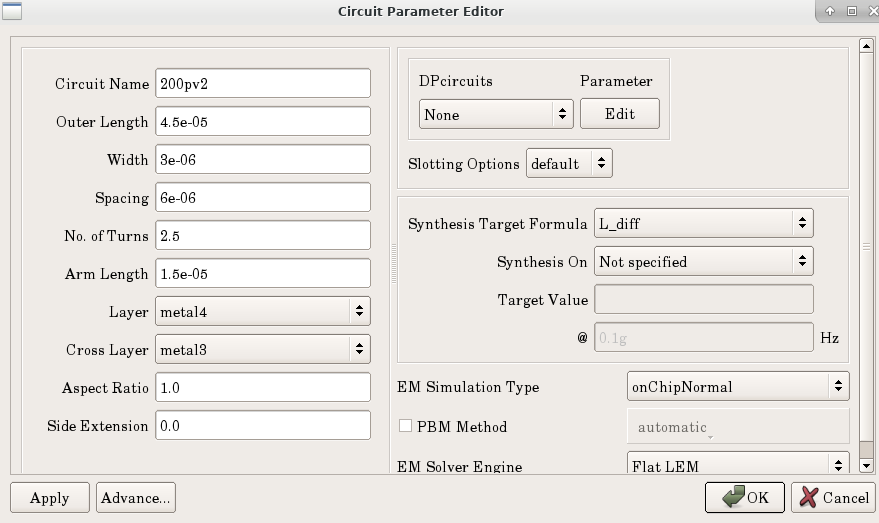 Circuit Parameter Editor
Circuit Name 200pv2
Outer Length 4.5e-05
Width 3e-06
Spacing 6e-06
No. of Turns 2.5
Arm Length 1.5e-05
Layer metal4
Cross Layer metal3
Aspect Ratio 1.0
Side Extension 0.0
DPcircuits Parameter
None Edit
Slotting Options default
Synthesis Target Formula L_diff
Synthesis On Not specified
Target Value
@ 0.1g Hz
EM Simulation Type onChipNormal
PBM Method automatic
EM Solver Engine Flat LEM
Apply Advance... OK Cancel